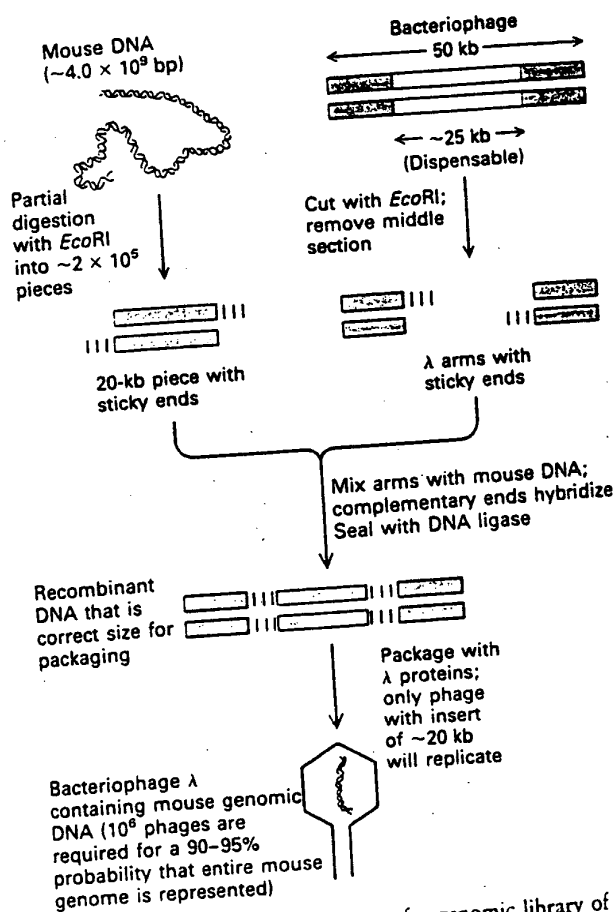 Mouse DNA
(~4.0 × 10⁹ bp)
Bacteriophage
50 kb
~25 kb
(Dispensable)
Partial
digestion
with EcoRI
into ~2 × 10⁵
pieces
Cut with EcoRI;
remove middle
section
20-kb piece with
sticky ends
λ arms with
sticky ends
Mix arms with mouse DNA;
complementary ends hybridize
Seal with DNA ligase
Recombinant
DNA that is
correct size for
packaging
Package with
λ proteins;
only phage
with insert
of ~20 kb
will replicate
Bacteriophage λ
containing mouse genomic
DNA (10⁶ phages are
required for a 90–95%
probability that entire mouse
genome is represented)
genomic library of